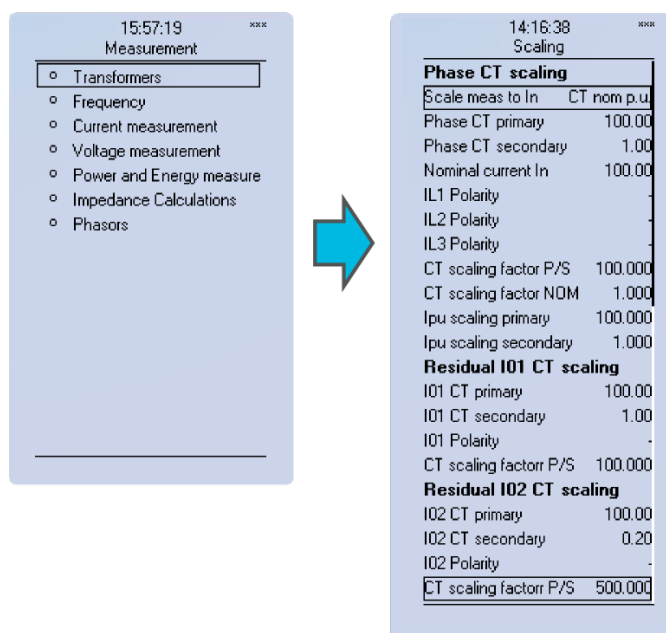 15:57:19 xxx
Measurement
Transformers
Frequency
Current measurement
Voltage measurement
Power and Energy measure
Impedance Calculations
Phasors
14:16:38 xxx
Scaling
Phase CT scaling
Scale meas to In CT nom p.u.
Phase CT primary 100.00
Phase CT secondary 1.00
Nominal current In 100.00
IL1 Polarity -
IL2 Polarity -
IL3 Polarity -
CT scaling factor P/S 100.000
CT scaling factor NOM 1.000
Ipu scaling primary 100.000
Ipu scaling secondary 1.000
Residual I01 CT scaling
I01 CT primary 100.00
I01 CT secondary 1.00
I01 Polarity -
CT scaling factorr P/S 100.000
Residual I02 CT scaling
I02 CT primary 100.00
I02 CT secondary 0.20
I02 Polarity -
CT scaling factorr P/S 500.000